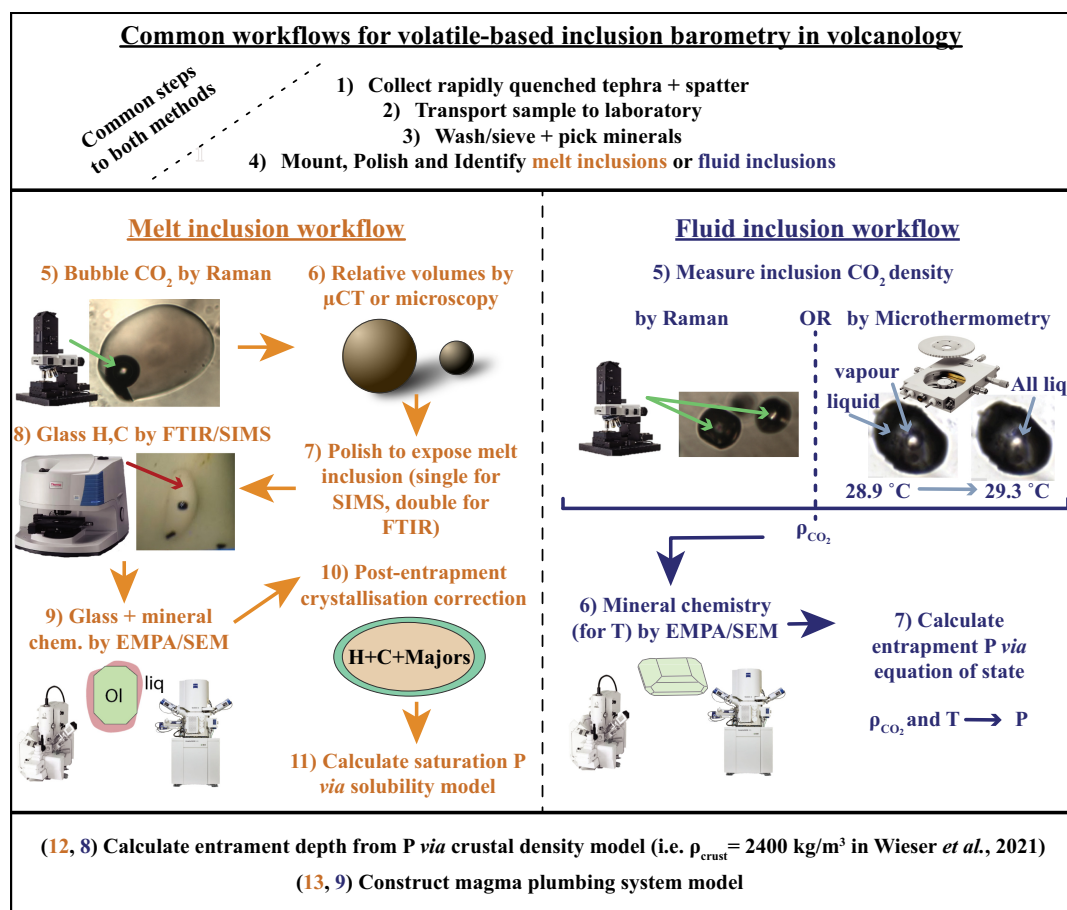 Common workflows for volatile-based inclusion barometry in volcanology
Common steps
to both methods
1) Collect rapidly quenched tephra + spatter
2) Transport sample to laboratory
3) Wash/sieve + pick minerals
4) Mount, Polish and Identify melt inclusions or fluid inclusions
Melt inclusion workflow
5) Bubble CO₂ by Raman
6) Relative volumes by
µCT or microscopy
7) Polish to expose melt
inclusion (single for
SIMS, double for
FTIR)
8) Glass H,C by FTIR/SIMS
9) Glass + mineral
chem. by EMPA/SEM
Ol
liq
10) Post-entrapment
crystallisation correction
H+C+Majors
11) Calculate saturation P
via solubility model
Fluid inclusion workflow
5) Measure inclusion CO₂ density
by Raman
OR
by Microthermometry
vapour
liquid
All liq
28.9 ˚C
29.3 ˚C
ρCO₂
6) Mineral chemistry
(for T) by EMPA/SEM
7) Calculate
entrapment P via
equation of state
ρCO₂ and T → P
(12, 8) Calculate entrament depth from P via crustal density model (i.e. ρcrust= 2400 kg/m³ in Wieser et al., 2021)
(13, 9) Construct magma plumbing system model